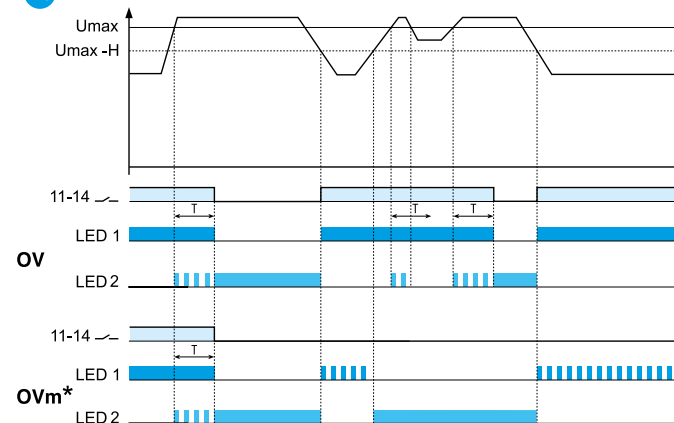 Umax
Umax -H
11-14
T T T
LED 1
OV
LED 2
11-14
T
LED 1
OVm*
LED 2